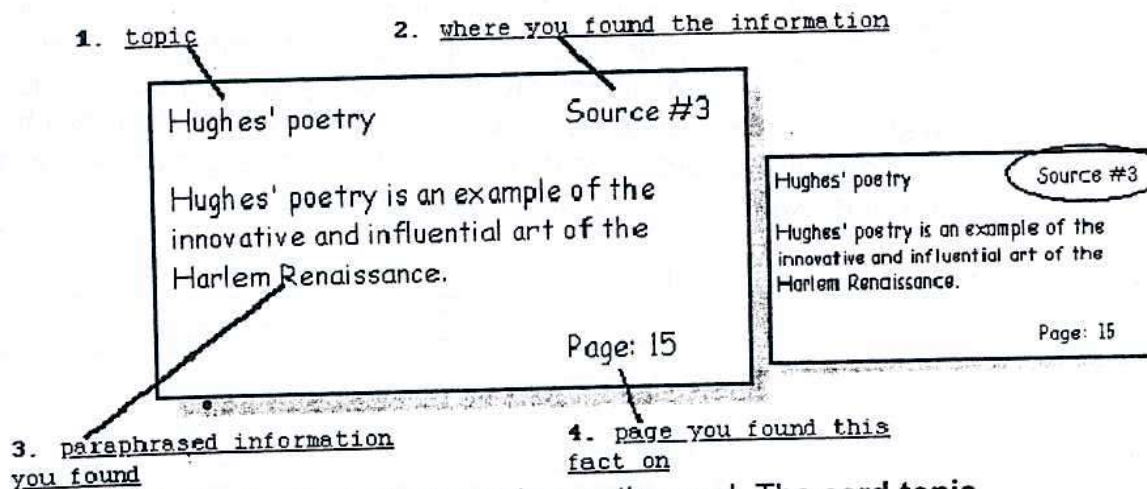 1. topic
2. where you found the information
Hughes' poetry
Source #3
Hughes' poetry is an example of the
innovative and influential art of the
Harlem Renaissance.
Page: 15
Hughes' poetry
Source #3
Hughes' poetry is an example of the
innovative and influential art of the
Harlem Renaissance.
Page: 15
3. paraphrased information
you found
4. page you found this
fact on
The card topic